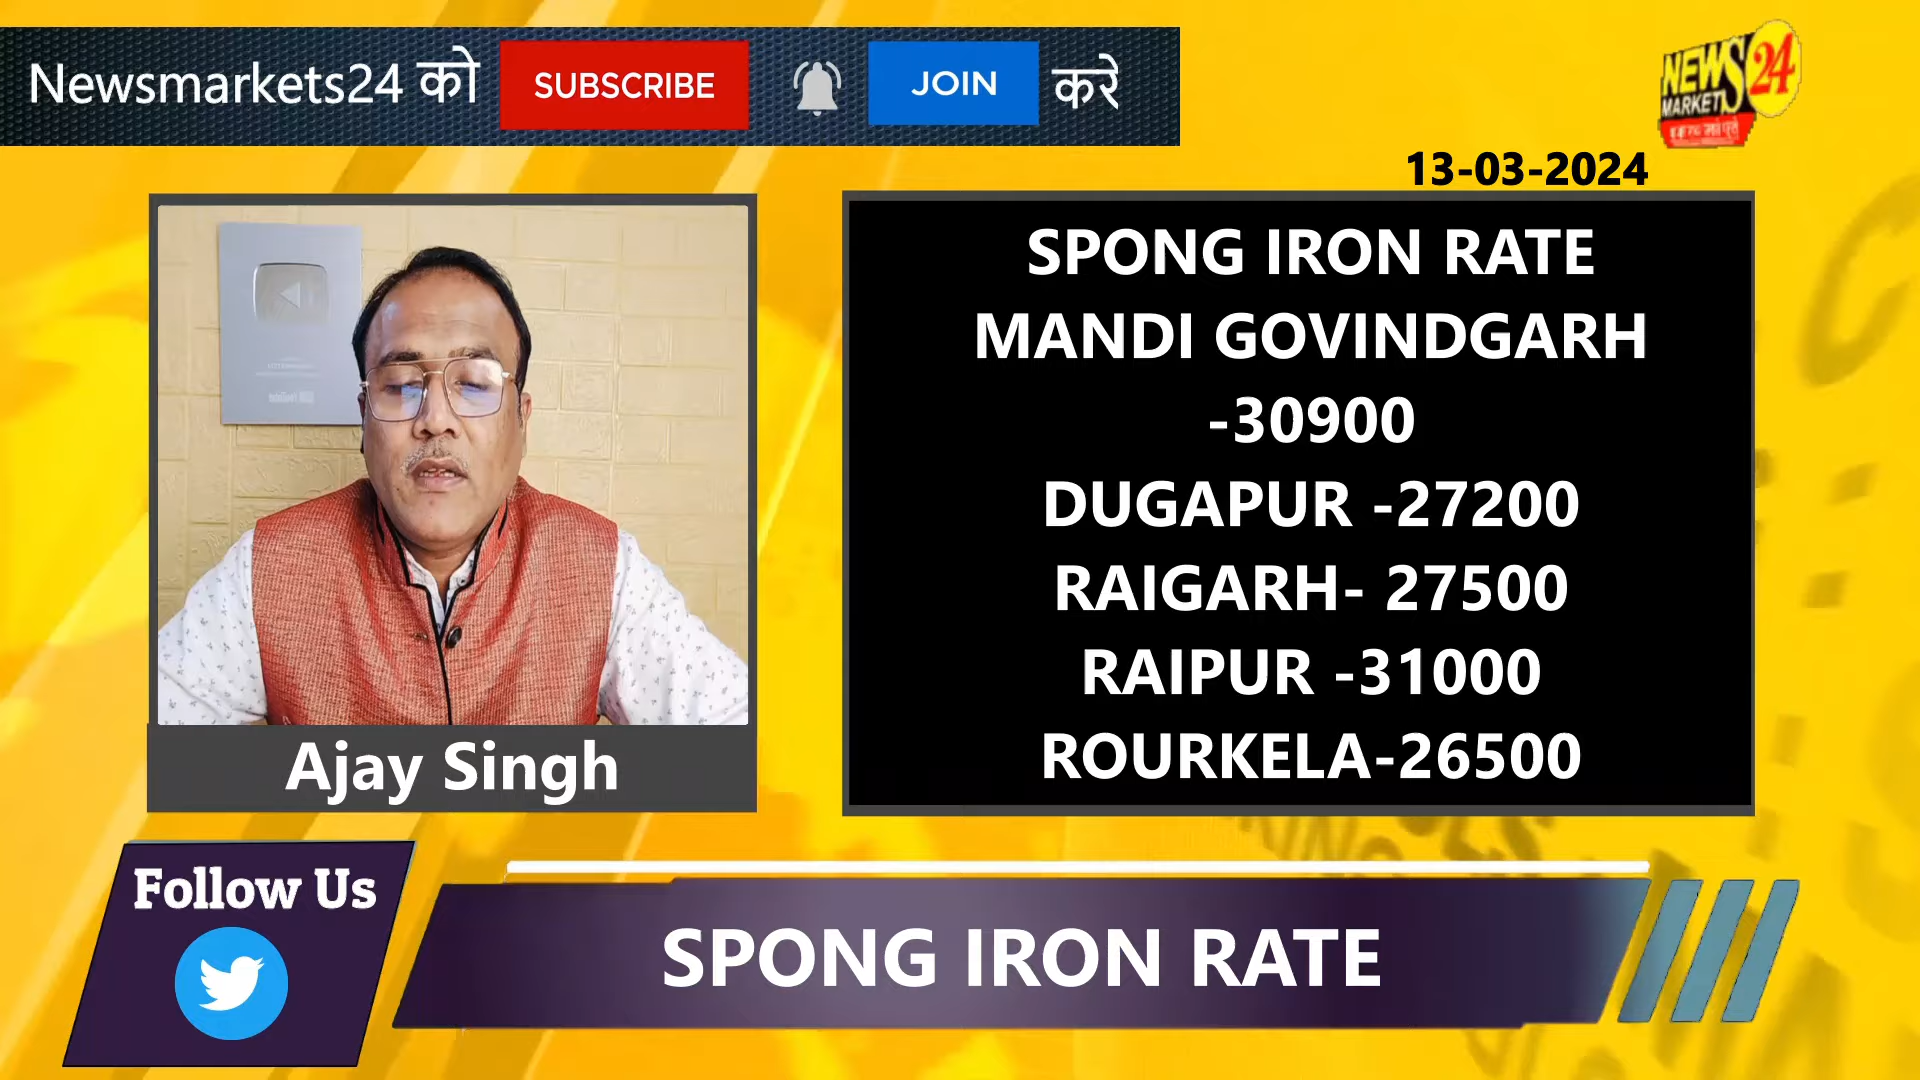 Newsmarkets24 को SUBSCRIBE JOIN करे
NEWS 24
MARKETS
13-03-2024
SPONG IRON RATE
MANDI GOVINDGARH
-30900
DUGAPUR -27200
RAIGARH- 27500
RAIPUR -31000
ROURKELA-26500
Ajay Singh
Follow Us
SPONG IRON RATE